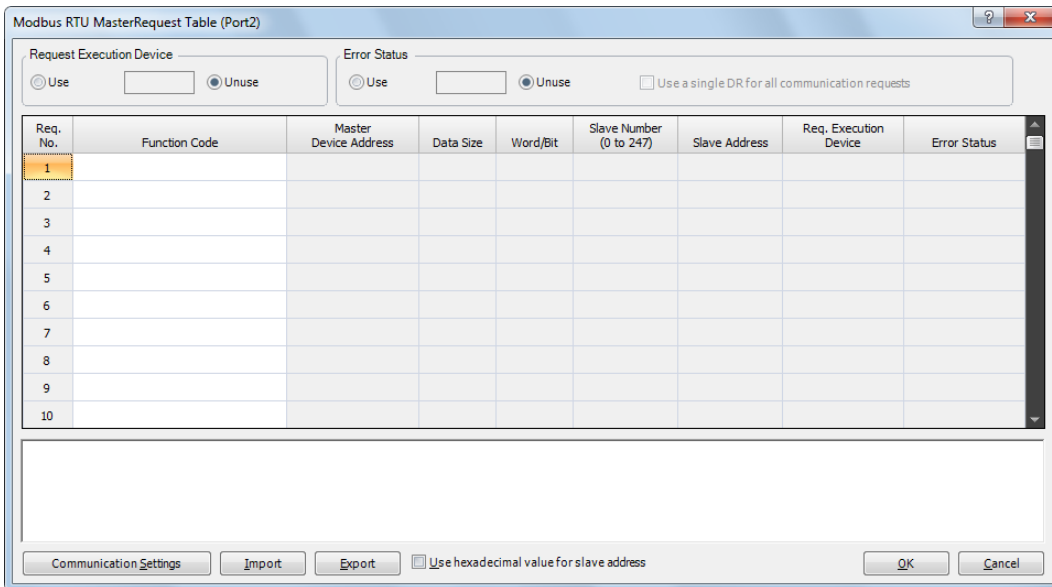 Modbus RTU MasterRequest Table (Port2)
Request Execution Device
Error Status
Use
Unuse
Use
Unuse
Use a single DR for all communication requests
Req. No.
Function Code
Master Device Address
Data Size
Word/Bit
Slave Number (0 to 247)
Slave Address
Req. Execution Device
Error Status
1
2
3
4
5
6
7
8
9
10
Communication Settings
Import
Export
Use hexadecimal value for slave address
OK
Cancel